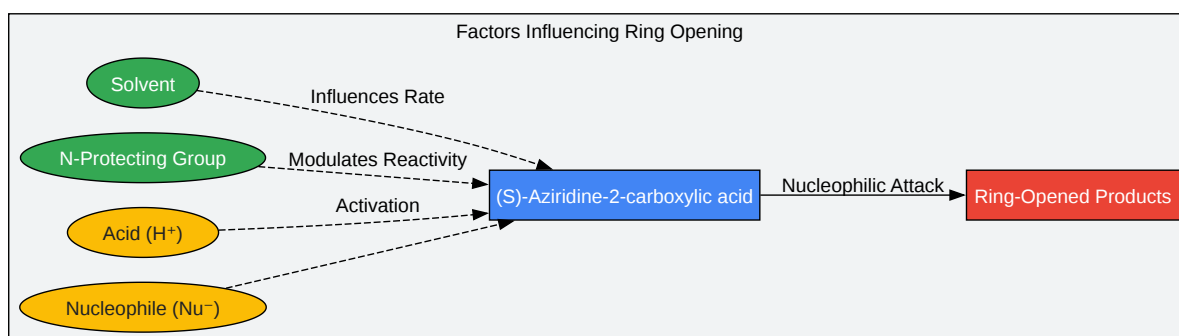 Factors Influencing Ring Opening
Solvent
Influences Rate
N-Protecting Group
Modulates Reactivity
(S)-Aziridine-2-carboxylic acid
Nucleophilic Attack
Ring-Opened Products
Activation
Acid (H⁺)
Nucleophile (Nu⁻)